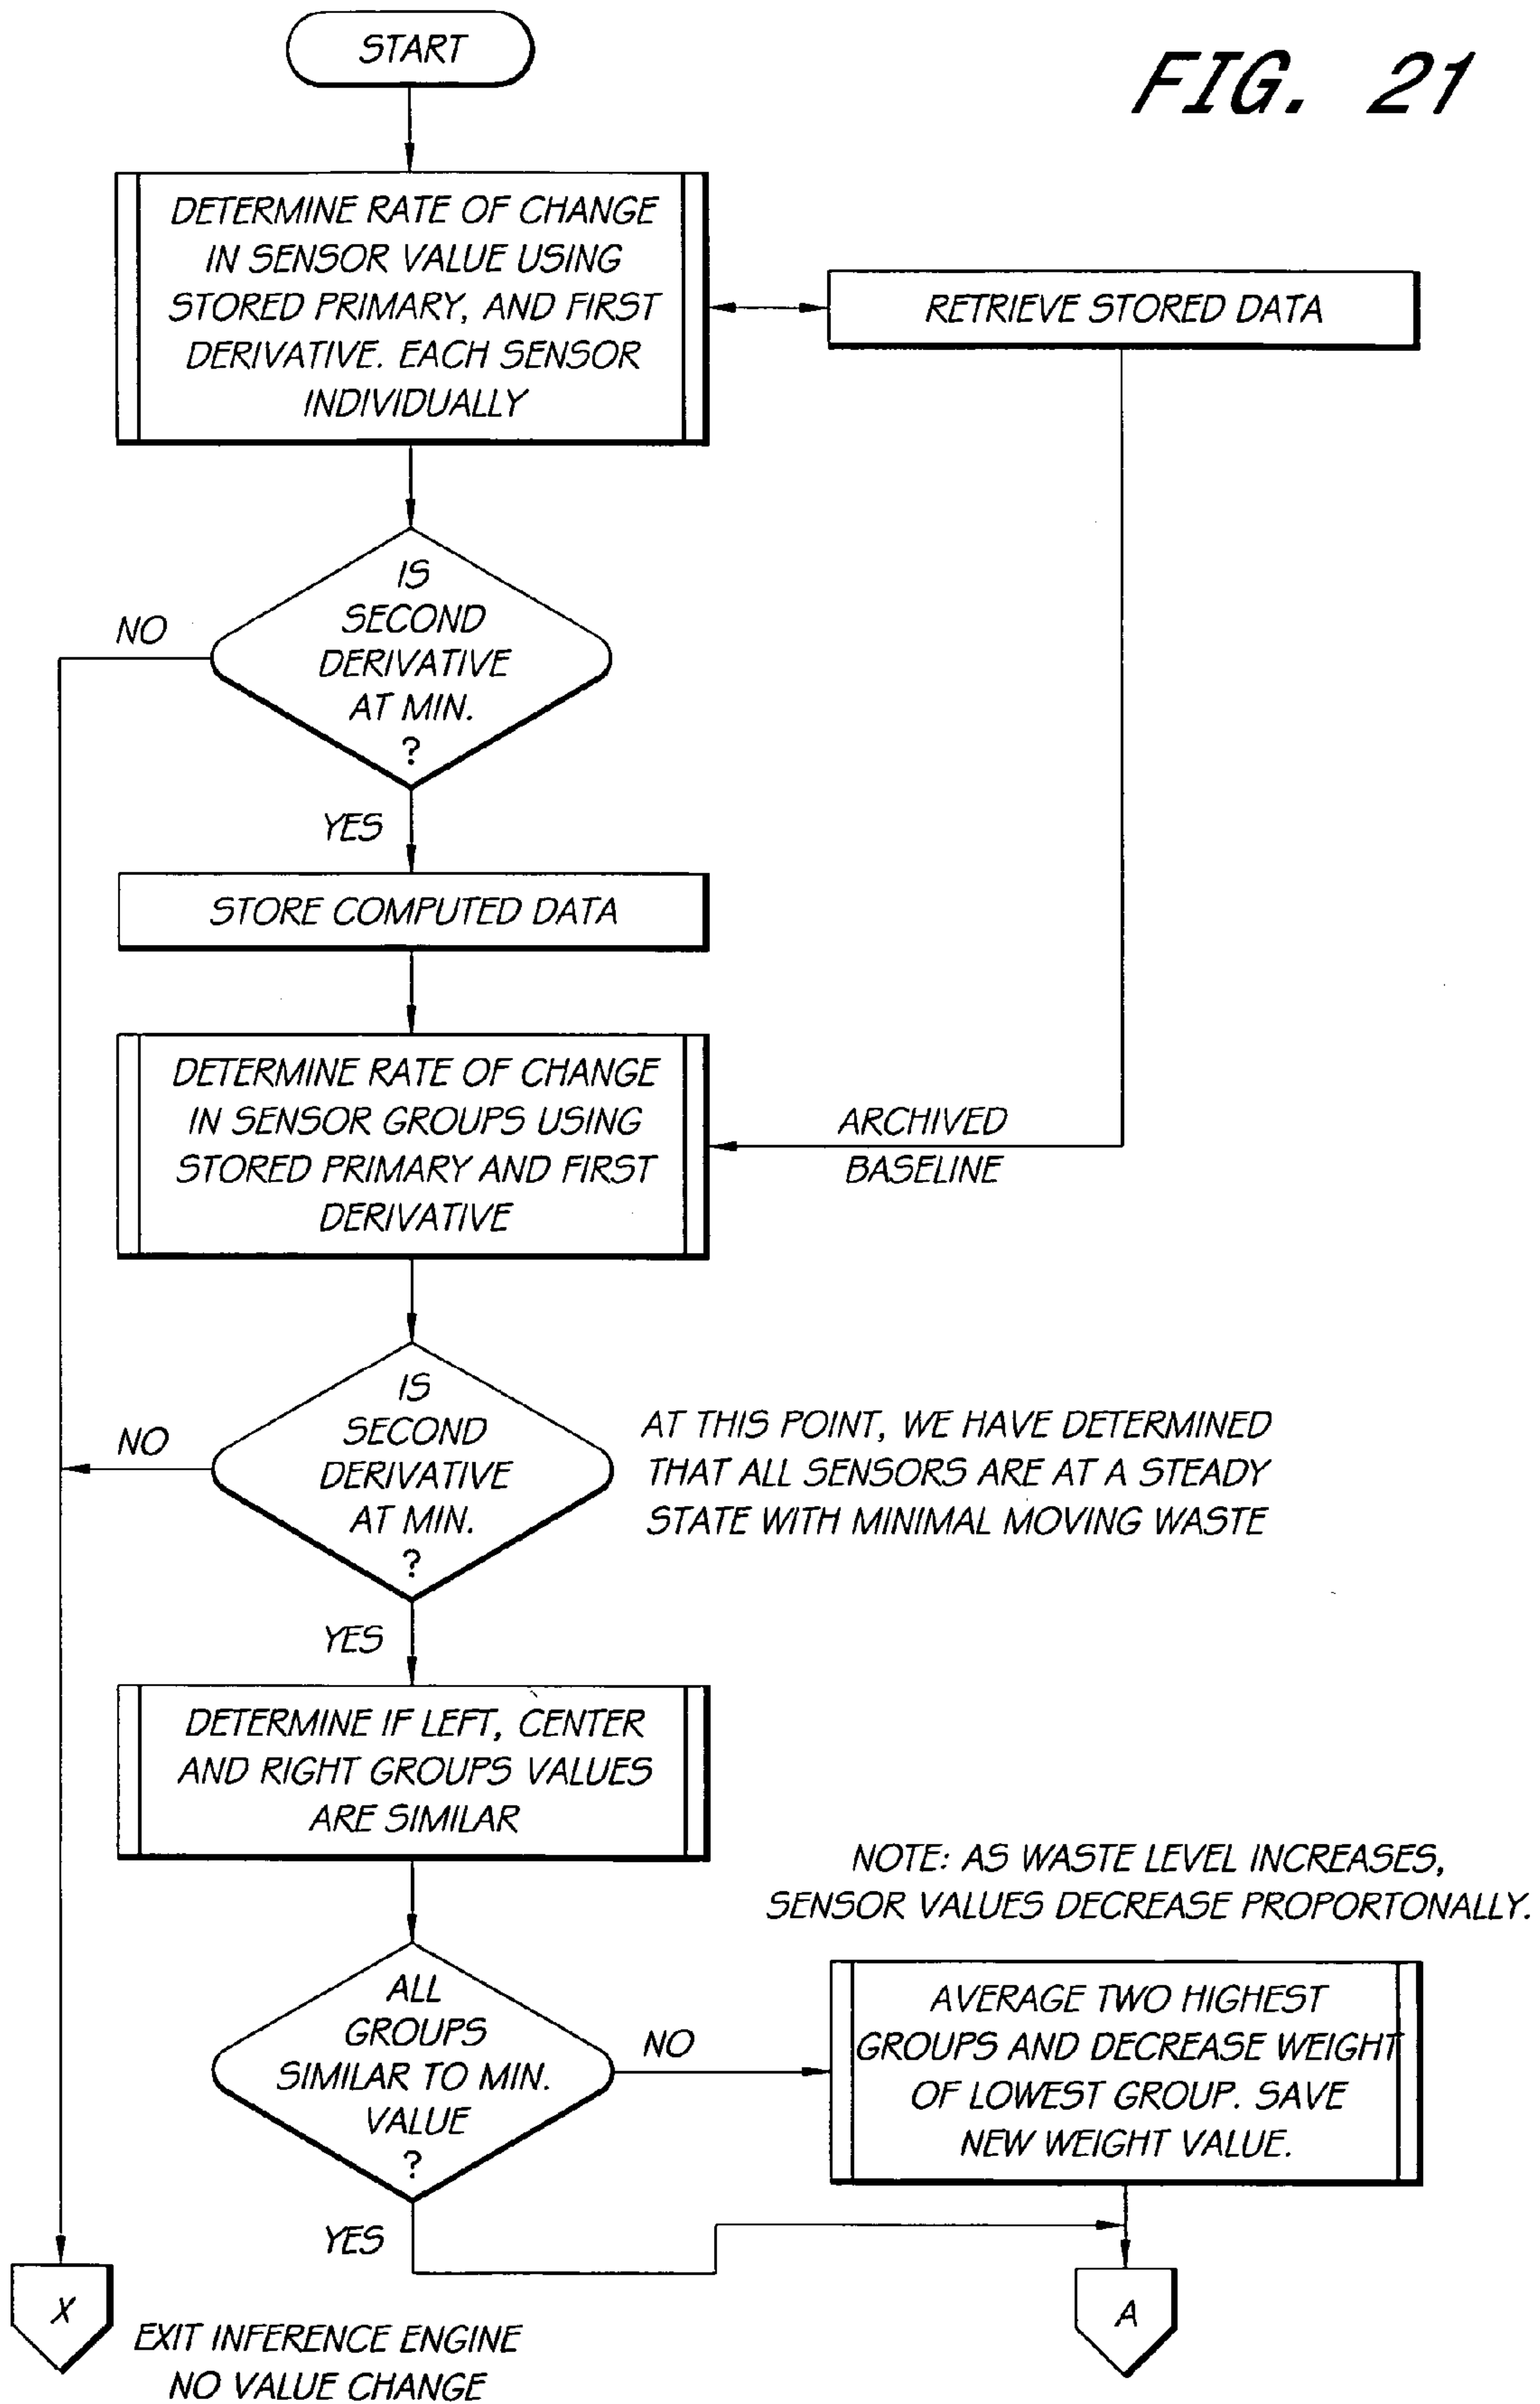 START
FIG. 21
DETERMINE RATE OF CHANGE
IN SENSOR VALUE USING
STORED PRIMARY, AND FIRST
DERIVATIVE. EACH SENSOR
INDIVIDUALLY
RETRIEVE STORED DATA
IS
SECOND
DERIVATIVE
AT MIN.
?
NO
YES
STORE COMPUTED DATA
DETERMINE RATE OF CHANGE
IN SENSOR GROUPS USING
STORED PRIMARY AND FIRST
DERIVATIVE
ARCHIVED
BASELINE
IS
SECOND
DERIVATIVE
AT MIN.
?
NO
AT THIS POINT, WE HAVE DETERMINED
THAT ALL SENSORS ARE AT A STEADY
STATE WITH MINIMAL MOVING WASTE
YES
DETERMINE IF LEFT, CENTER
AND RIGHT GROUPS VALUES
ARE SIMILAR
NOTE: AS WASTE LEVEL INCREASES,
SENSOR VALUES DECREASE PROPORTONALLY.
ALL
GROUPS
SIMILAR TO MIN.
VALUE
?
NO
AVERAGE TWO HIGHEST
GROUPS AND DECREASE WEIGHT
OF LOWEST GROUP. SAVE
NEW WEIGHT VALUE.
YES
X
EXIT INFERENCE ENGINE
NO VALUE CHANGE
A